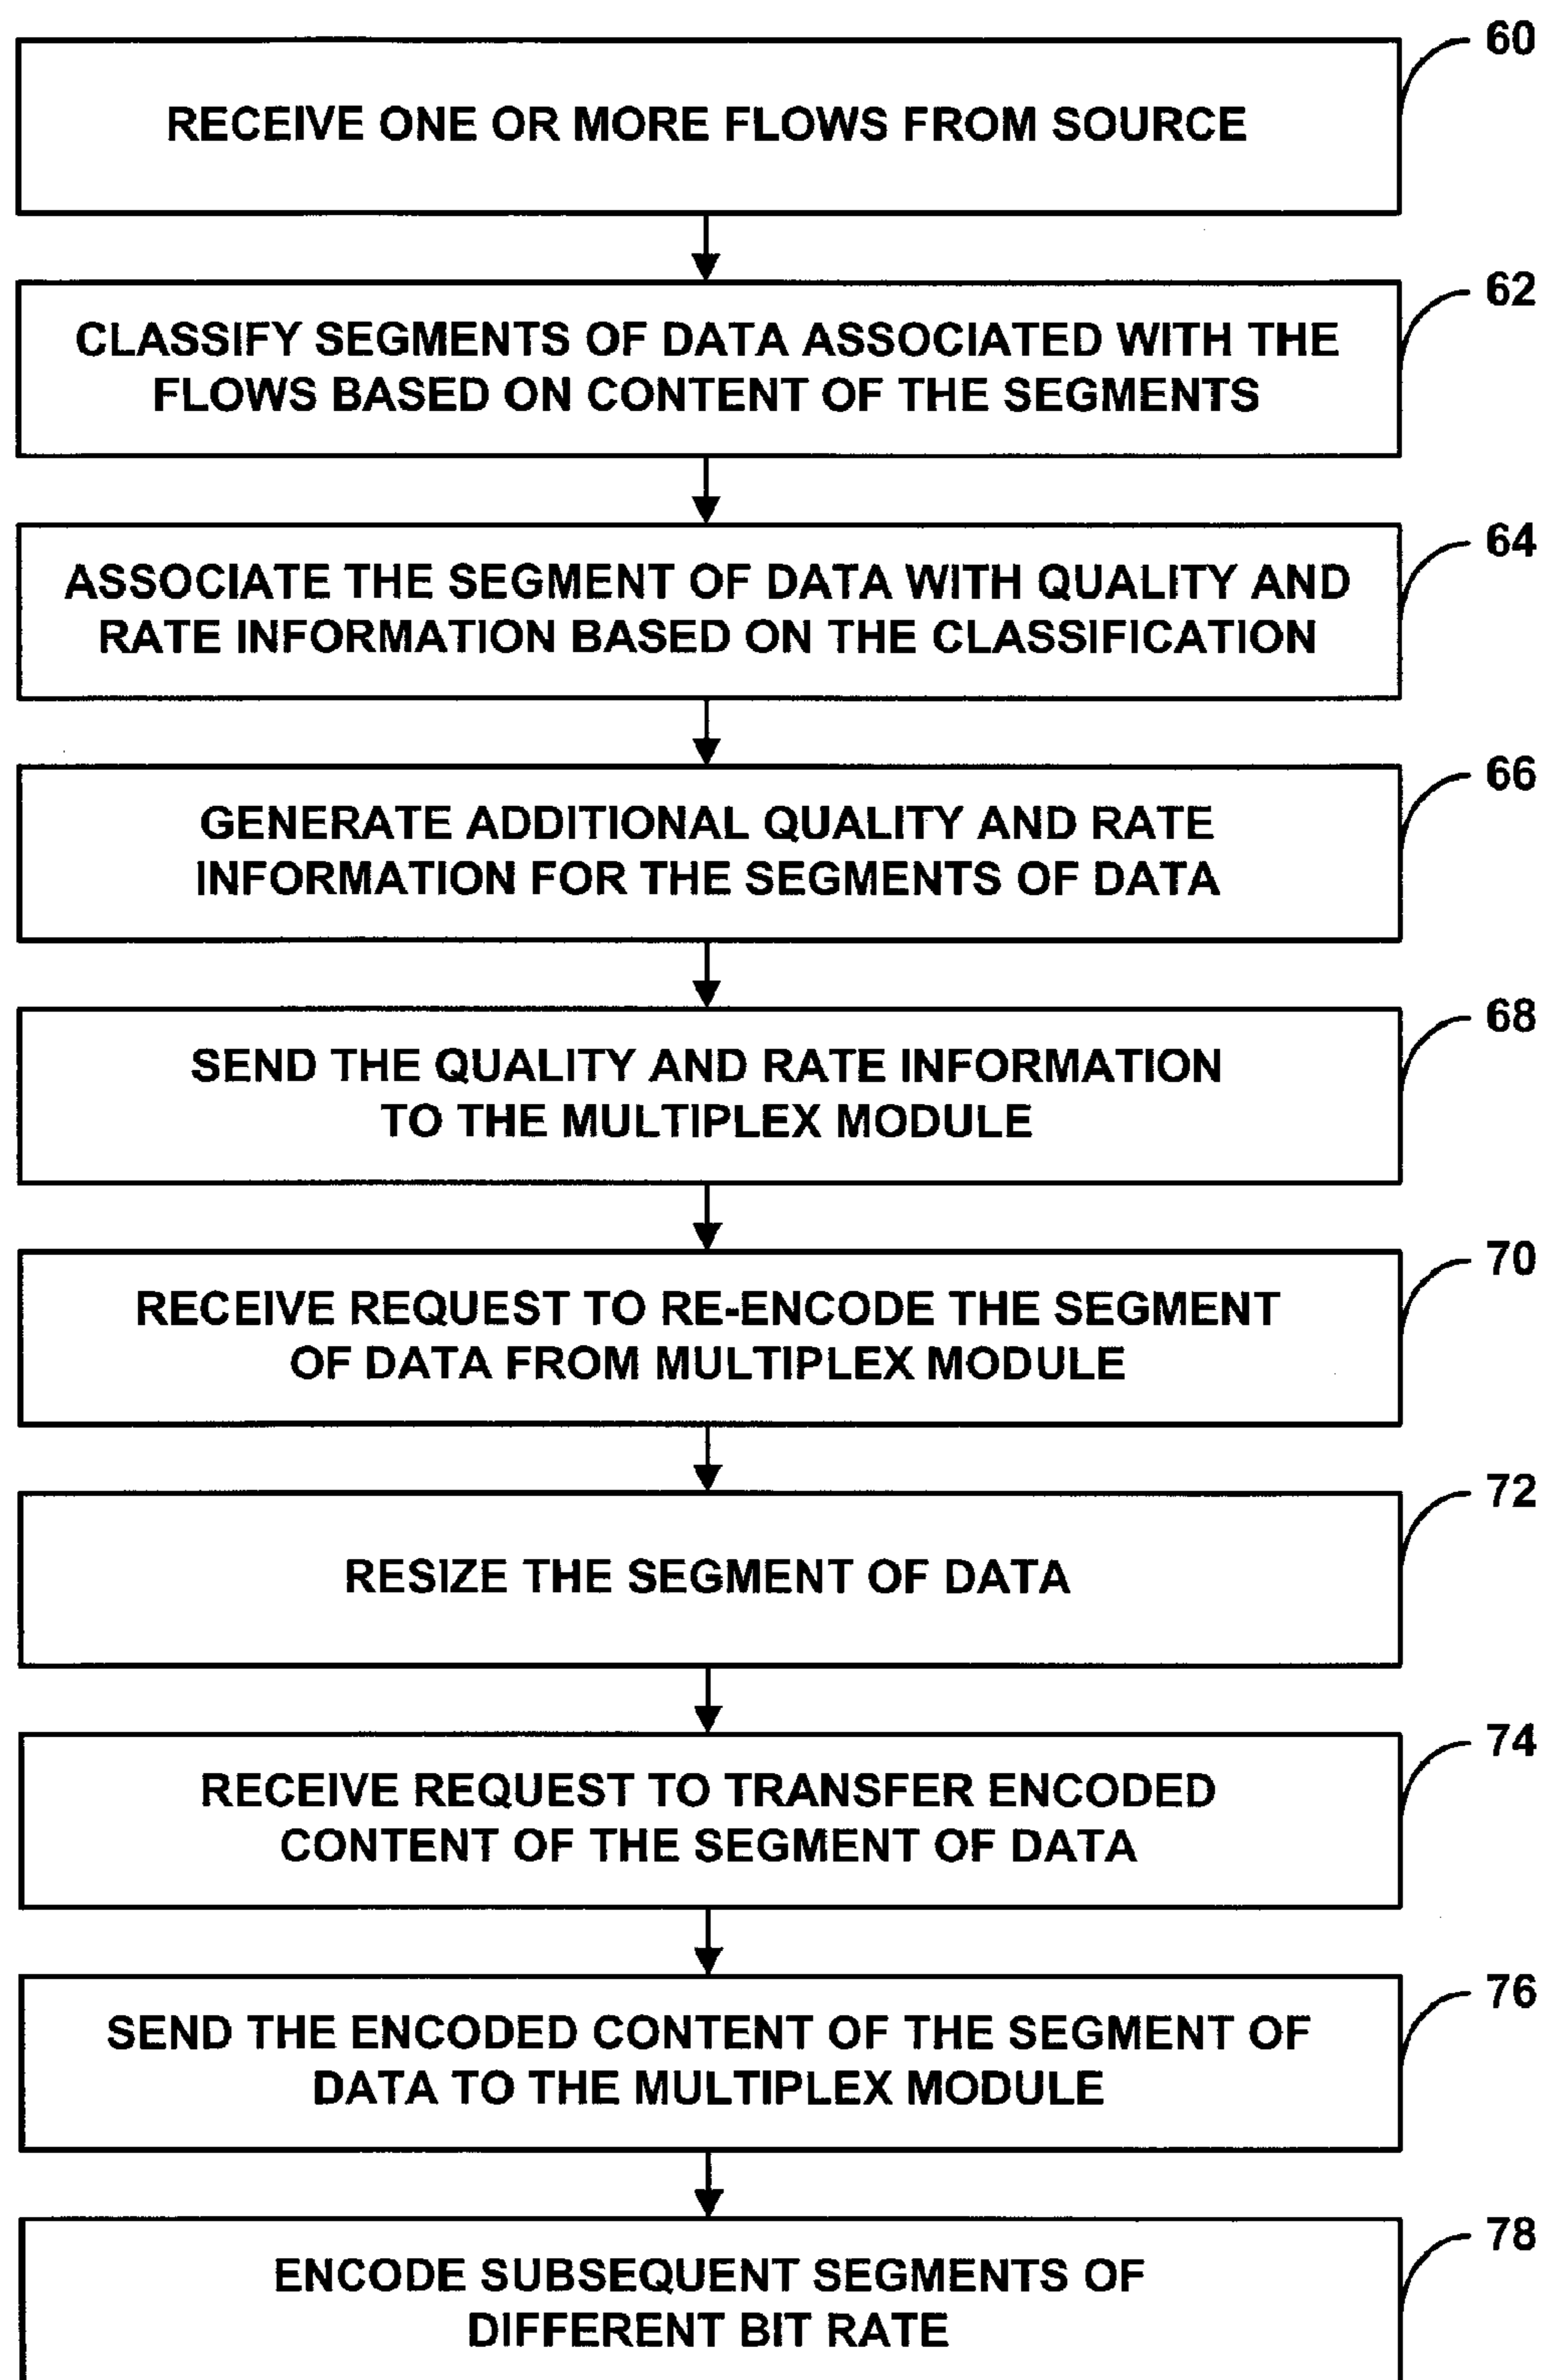 60
RECEIVE ONE OR MORE FLOWS FROM SOURCE
62
CLASSIFY SEGMENTS OF DATA ASSOCIATED WITH THE
FLOWS BASED ON CONTENT OF THE SEGMENTS
64
ASSOCIATE THE SEGMENT OF DATA WITH QUALITY AND
RATE INFORMATION BASED ON THE CLASSIFICATION
66
GENERATE ADDITIONAL QUALITY AND RATE
INFORMATION FOR THE SEGMENTS OF DATA
68
SEND THE QUALITY AND RATE INFORMATION
TO THE MULTIPLEX MODULE
70
RECEIVE REQUEST TO RE-ENCODE THE SEGMENT
OF DATA FROM MULTIPLEX MODULE
72
RESIZE THE SEGMENT OF DATA
74
RECEIVE REQUEST TO TRANSFER ENCODED
CONTENT OF THE SEGMENT OF DATA
76
SEND THE ENCODED CONTENT OF THE SEGMENT OF
DATA TO THE MULTIPLEX MODULE
78
ENCODE SUBSEQUENT SEGMENTS OF
DIFFERENT BIT RATE